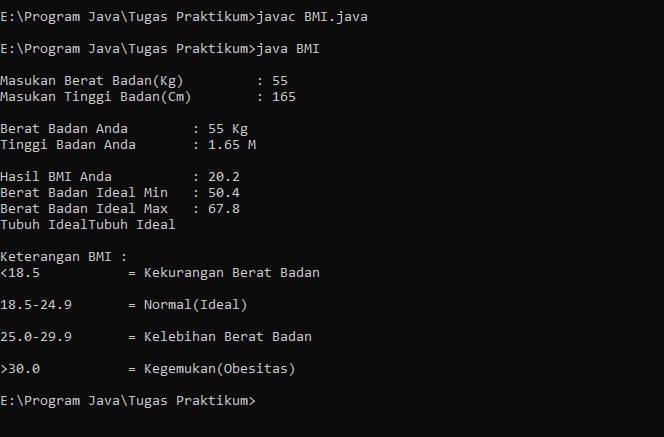 E:\Program Java\Tugas Praktikum>javac BMI.java
E:\Program Java\Tugas Praktikum>java BMI
Masukan Berat Badan(Kg)         : 55
Masukan Tinggi Badan(Cm)        : 165
Berat Badan Anda        : 55 Kg
Tinggi Badan Anda       : 1.65 M
Hasil BMI Anda          : 20.2
Berat Badan Ideal Min   : 50.4
Berat Badan Ideal Max   : 67.8
Tubuh IdealTubuh Ideal
Keterangan BMI :
<18.5           = Kekurangan Berat Badan
18.5-24.9       = Normal(Ideal)
25.0-29.9       = Kelebihan Berat Badan
>30.0           = Kegemukan(Obesitas)
E:\Program Java\Tugas Praktikum>